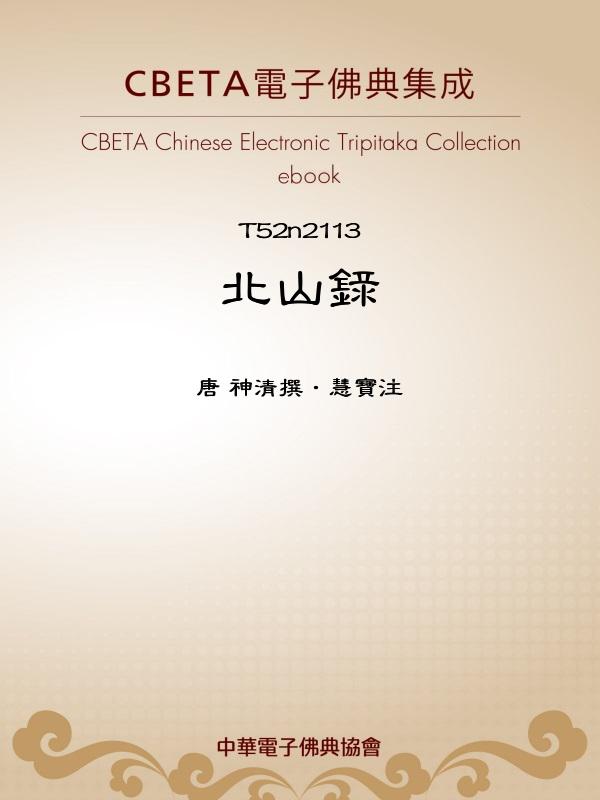 CBETA電子佛典集成
CBETA Chinese Electronic Tripitaka Collection
ebook
T52n2113
北山錄
唐 神清撰・慧寶注
中華電子佛典協會